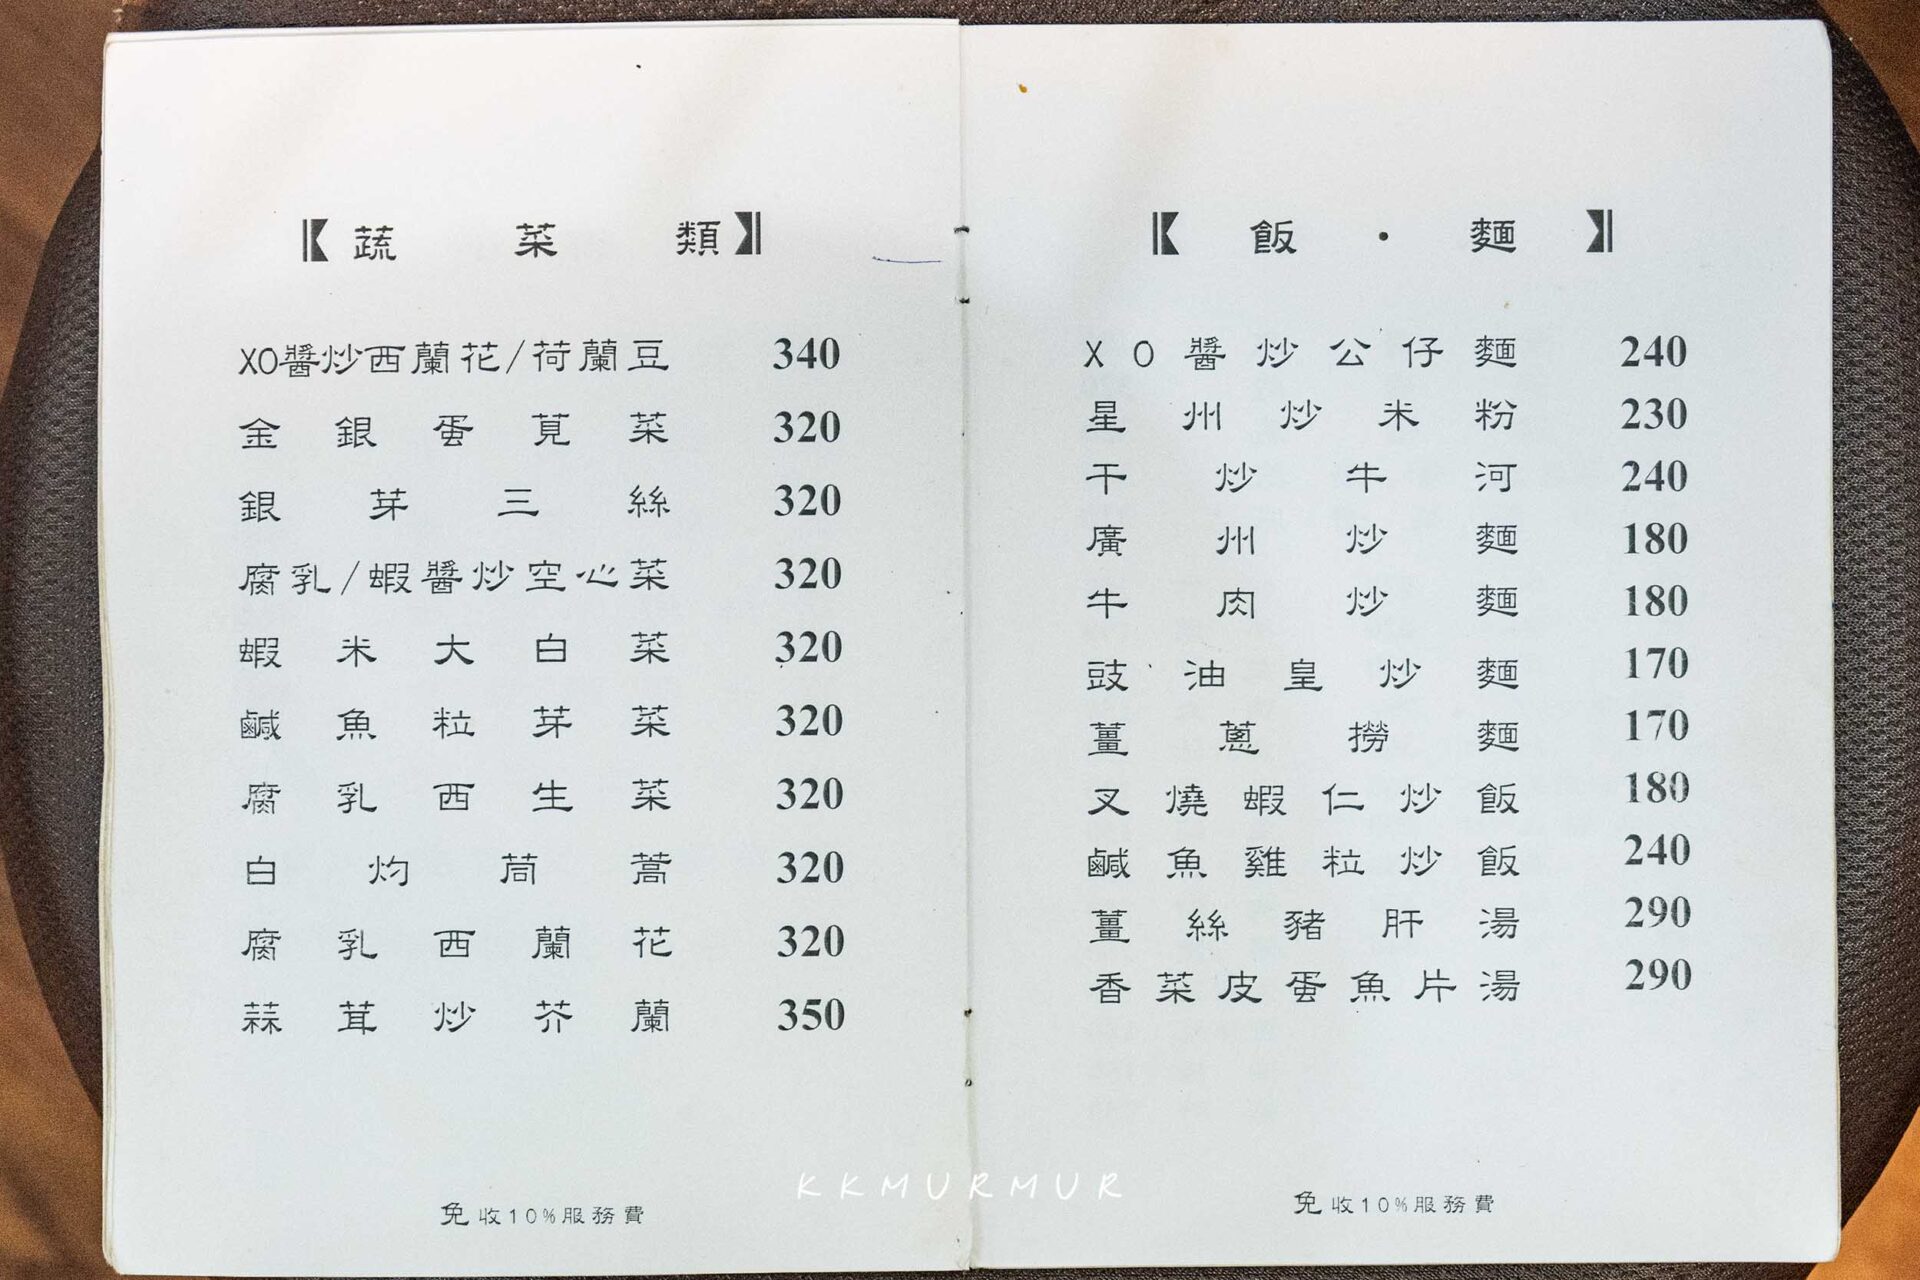 【蔬菜類】
XO醬炒西蘭花/荷蘭豆 340
金銀蛋莧菜 320
銀芽三絲 320
腐乳/蝦醬炒空心菜 320
蝦米大白菜 320
鹹魚粒芽菜 320
腐乳西生菜 320
白灼茼蒿 320
腐乳西蘭花 320
蒜茸炒芥蘭 350
免收10%服務費
【飯・麵】
XO醬炒公仔麵 240
星州炒米粉 230
干炒牛河 240
廣州炒麵 180
牛肉炒麵 180
豉油皇炒麵 170
薑蔥撈麵 170
叉燒蝦仁炒飯 180
鹹魚雞粒炒飯 240
薑絲豬肝湯 290
香菜皮蛋魚片湯 290
免收10%服務費
KKMURMUR